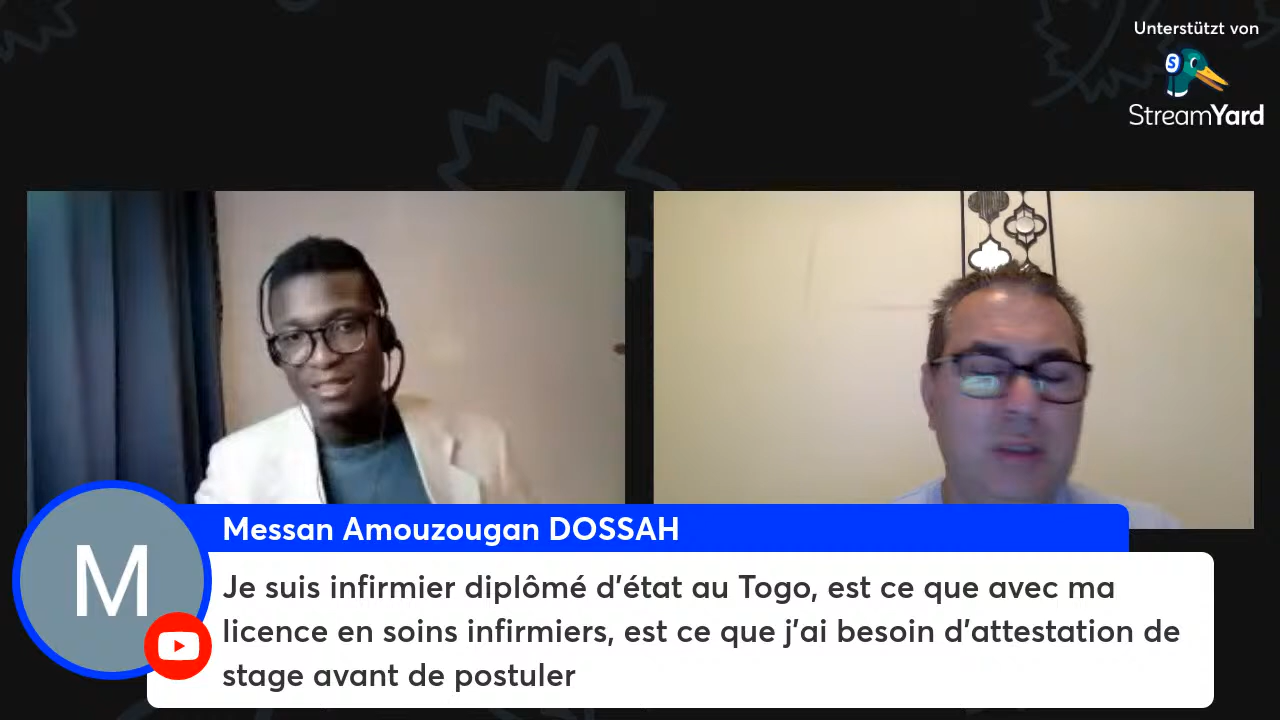 Unterstützt von
S
StreamYard
Messan Amouzougan DOSSAH
M
Je suis infirmier diplômé d’état au Togo, est ce que avec ma
licence en soins infirmiers, est ce que j’ai besoin d’attestation de
stage avant de postuler